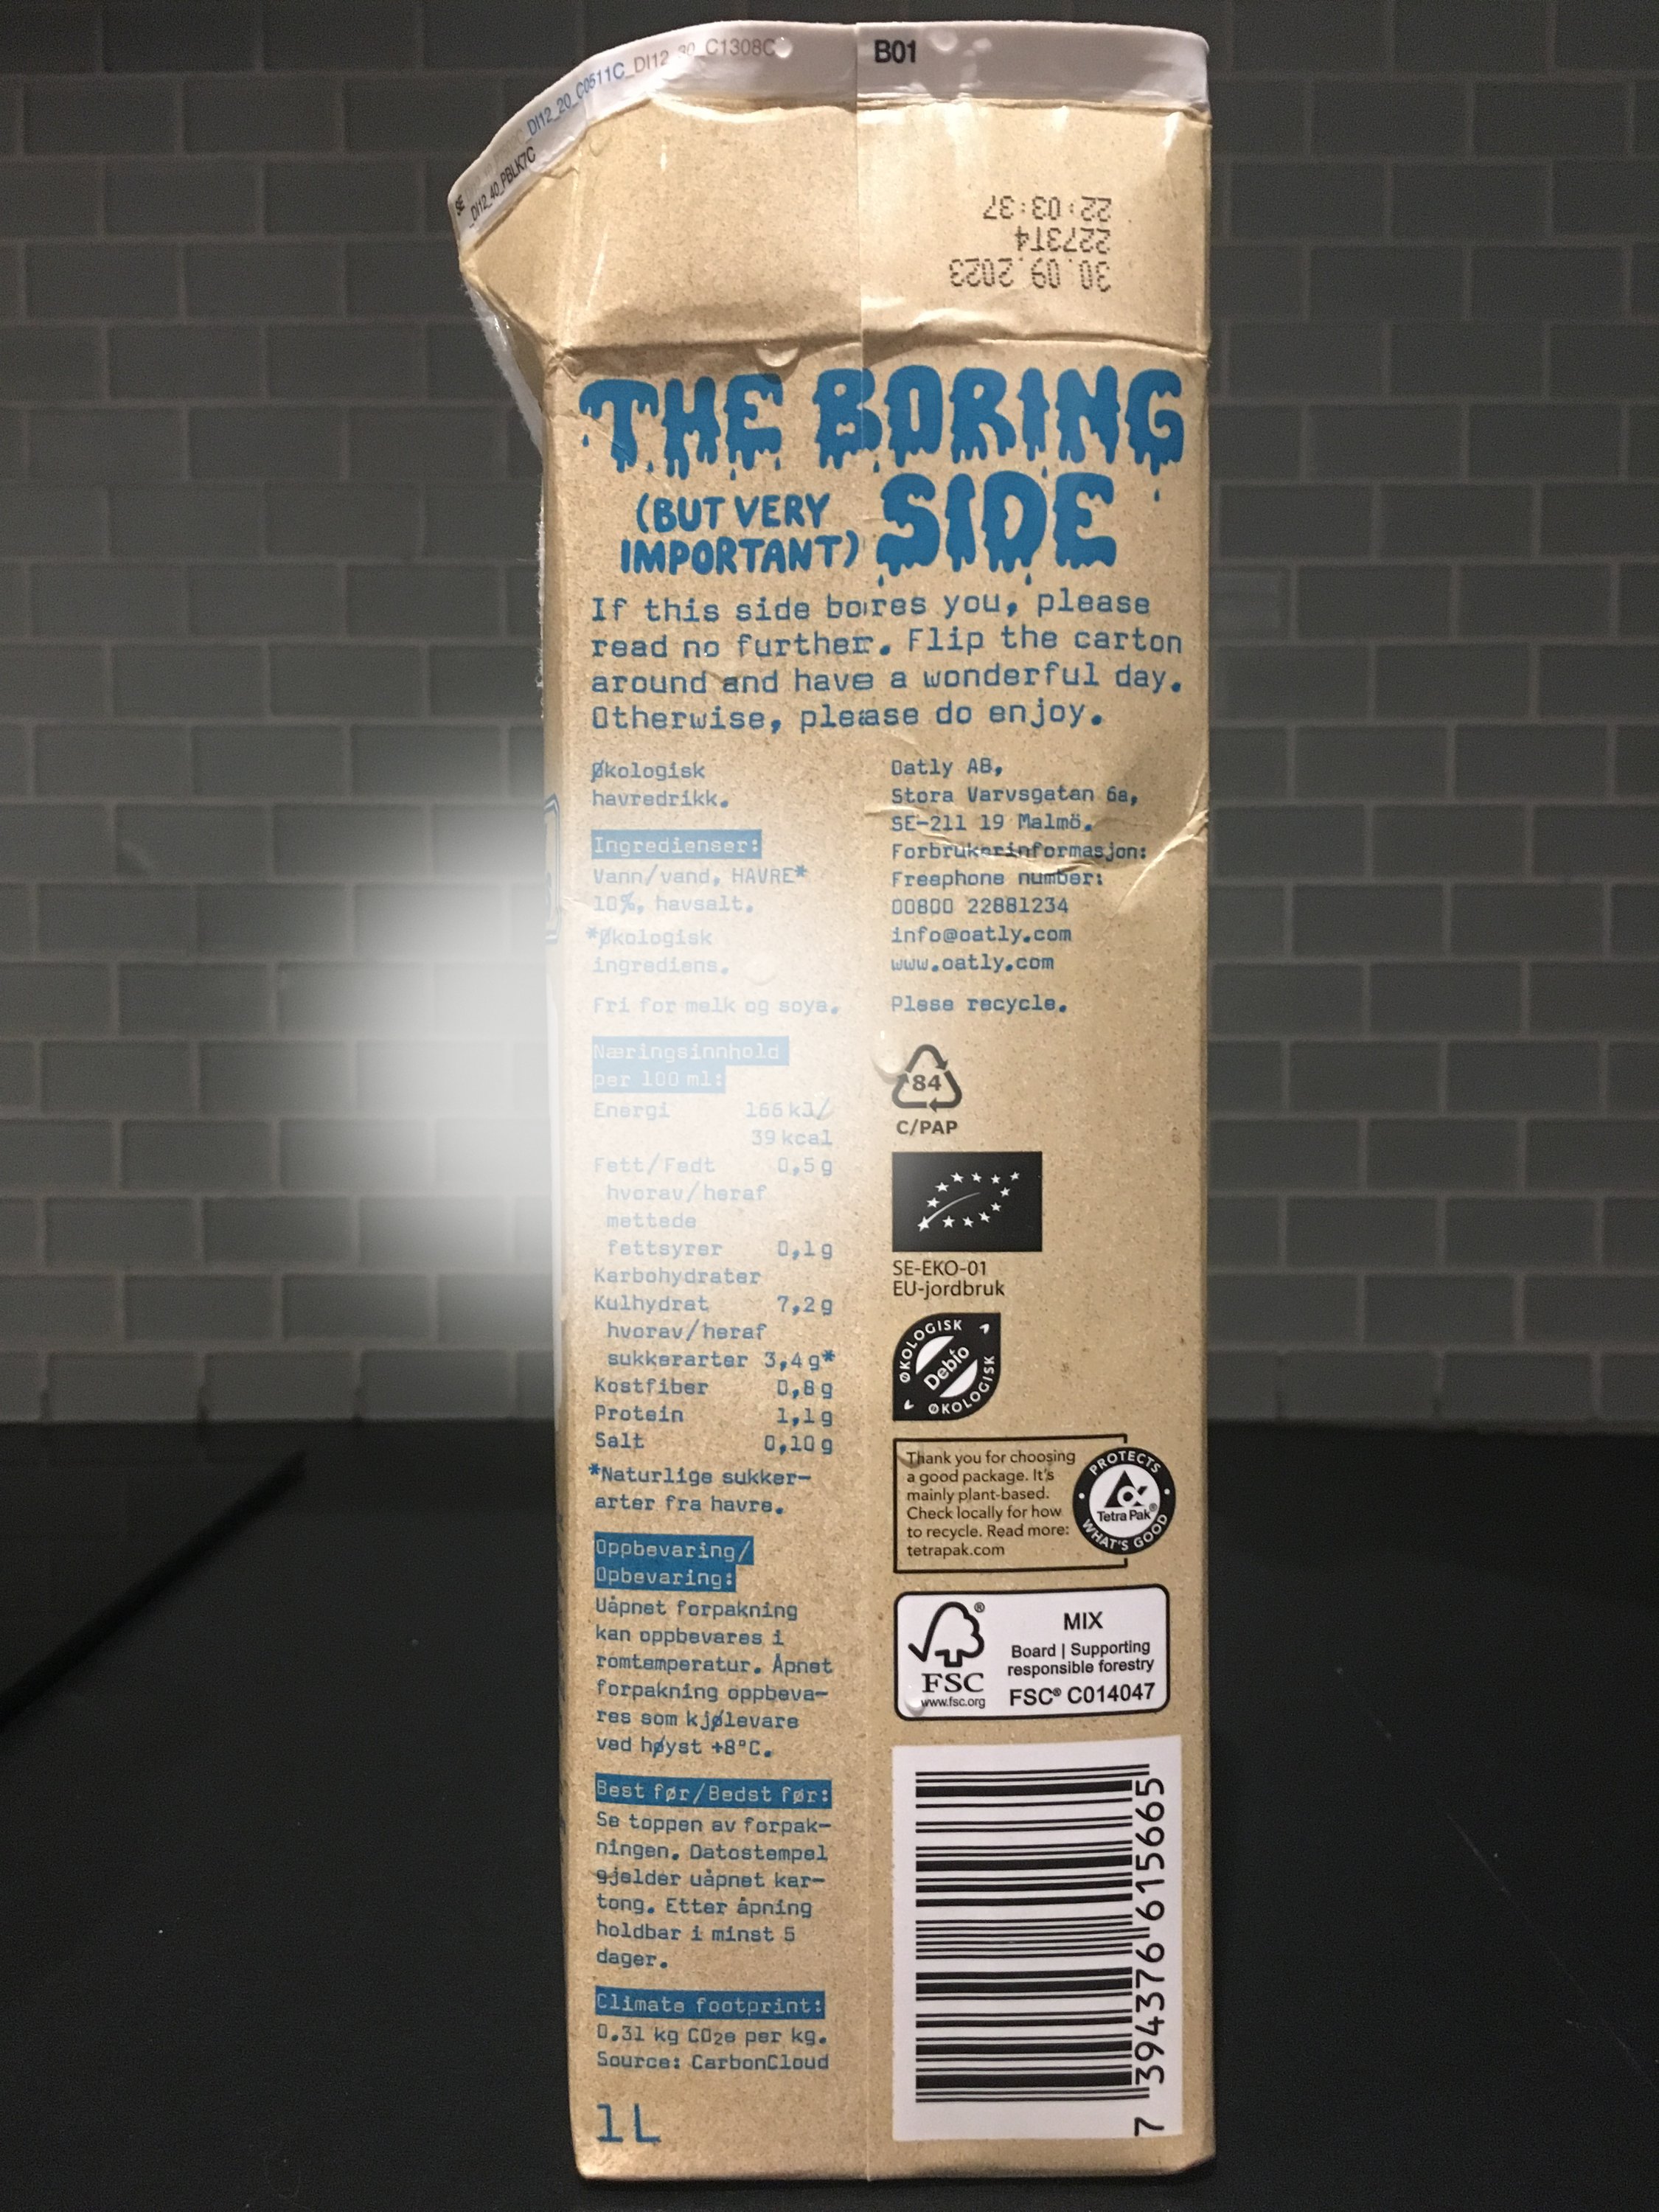 SE
DI12_20_C0511C_DI12_30_C1308C
_DI12_40_PBLK7C
B01
30.09.2023
2273T4
22:03:37
THE BORING
(BUT VERY
IMPORTANT)
SIDE
If this side bores you, please
read no further. Flip the carton
around and have a wonderful day.
Otherwise, please do enjoy.
Økologisk
havredrikk.
Ingredienser:
Vann/vand, HAVRE*
10%, havsalt.
*Økologisk
ingrediens.
Fri for melk og soya.
Næringsinnhold
per 100 ml:
Energi 166 kJ/
39 kcal
Fett/Fedt 0,5 g
hvorav/heraf
mettede
fettsyrer 0,1 g
Karbohydrater
Kulhydrat 7,2 g
hvorav/heraf
sukkerarter 3,4 g*
Kostfiber 0,8 g
Protein 1,1 g
Salt 0,10 g
*Naturlige sukker-
arter fra havre.
Oppbevaring/
Opbevaring:
Uåpnet forpakning
kan oppbevares i
romtemperatur. Åpnet
forpakning oppbeva-
res som kjølevare
ved høyst +8°C.
Best før/Bedst før:
Se toppen av forpak-
ningen. Datostempel
gjelder uåpnet kar-
tong. Etter åpning
holdbar i minst 5
dager.
Climate footprint:
0.31 kg CO2e per kg.
Source: CarbonCloud
1L
Oatly AB,
Stora Varvsgatan 6a,
SE-211 19 Malmö.
Forbrukerinformasjon:
Freephone number:
00800 22881234
info@oatly.com
www.oatly.com
Plese recycle.
84
C/PAP
SE-EKO-01
EU-jordbruk
ØKOLOGISK
Debio
ØKOLOGISK
Thank you for choosing
a good package. It's
mainly plant-based.
Check locally for how
to recycle. Read more:
tetrapak.com
PROTECTS
Tetra Pak®
WHAT'S GOOD
FSC®
www.fsc.org
MIX
Board | Supporting
responsible forestry
FSC® C014047
7 394376 615665